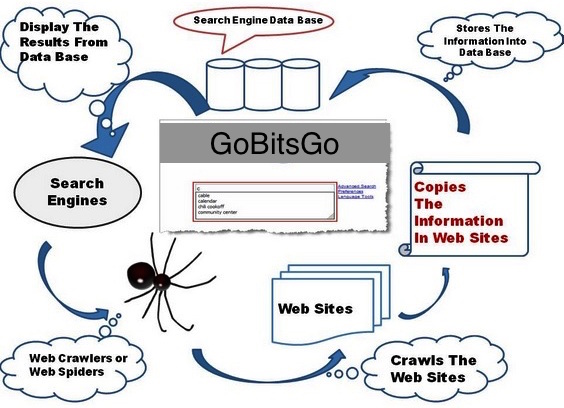 Display The
Results From
Data Base
Search Engine Data Base
Stores The
Information Into
Data Base
GoBitsGo
c
cable
calendar
chili cookoff
community center
Advanced Search
Preferences
Language Tools
Search
Engines
Copies
The
Information
In Web Sites
Web Sites
Web Crawlers or
Web Spiders
Crawls The
Web Sites